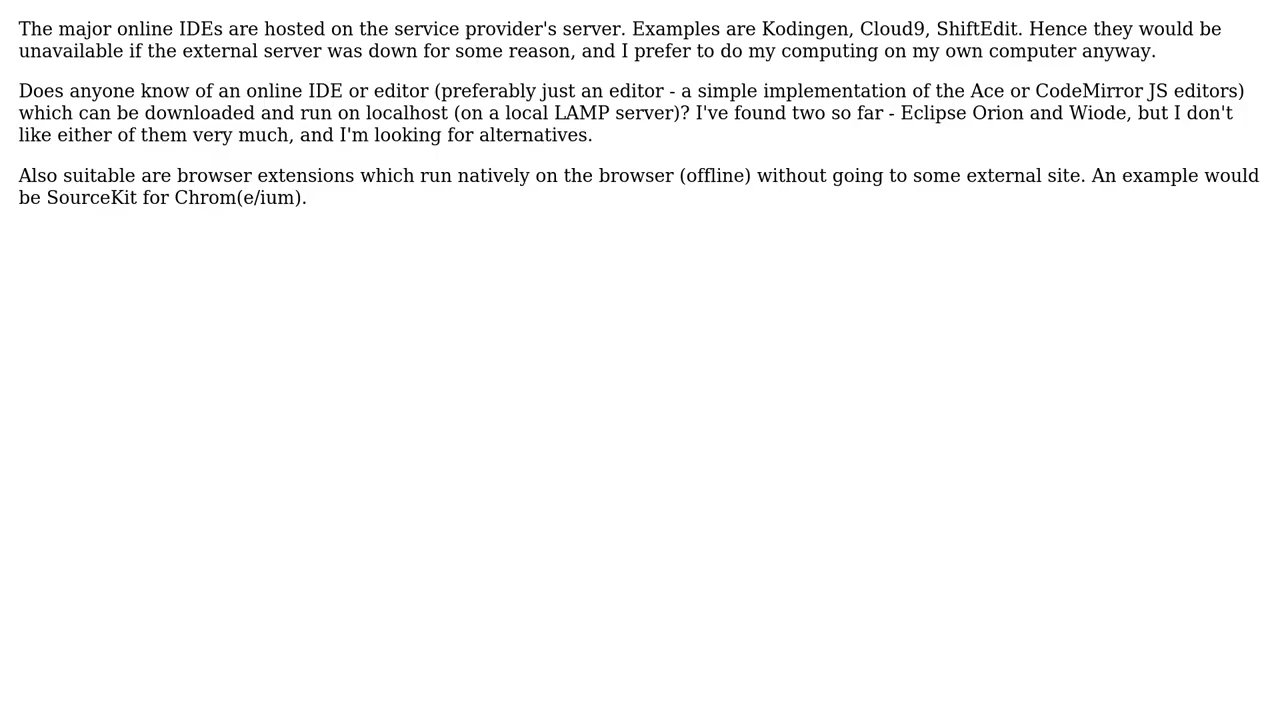 The major online IDEs are hosted on the service provider's server. Examples are Kodingen, Cloud9, ShiftEdit. Hence they would be
unavailable if the external server was down for some reason, and I prefer to do my computing on my own computer anyway.
Does anyone know of an online IDE or editor (preferably just an editor - a simple implementation of the Ace or CodeMirror JS editors)
which can be downloaded and run on localhost (on a local LAMP server)? I've found two so far - Eclipse Orion and Wiode, but I don't
like either of them very much, and I'm looking for alternatives.
Also suitable are browser extensions which run natively on the browser (offline) without going to some external site. An example would
be SourceKit for Chrom(e/ium).